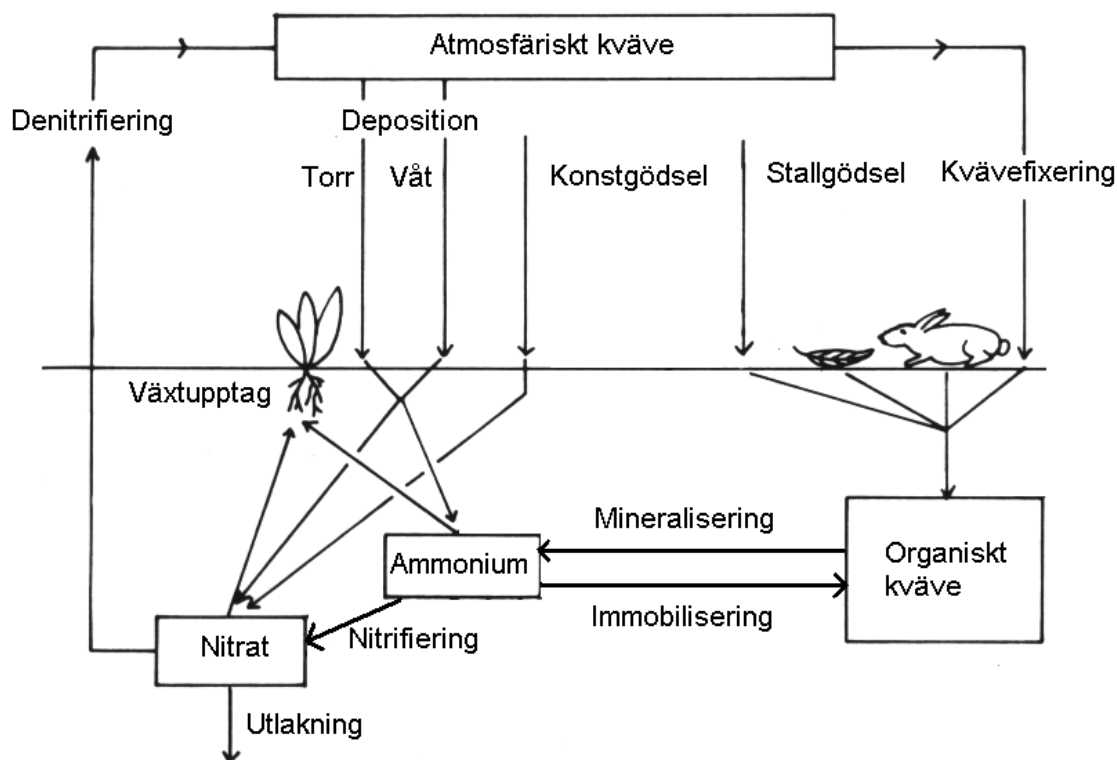 Atmosfäriskt kväve
Denitrifiering
Deposition
Torr
Våt
Konstgödsel
Stallgödsel
Kvävefixering
Växtupptag
Mineralisering
Ammonium
Organiskt
kväve
Immobilisering
Nitrat
Nitrifiering
Utlakning